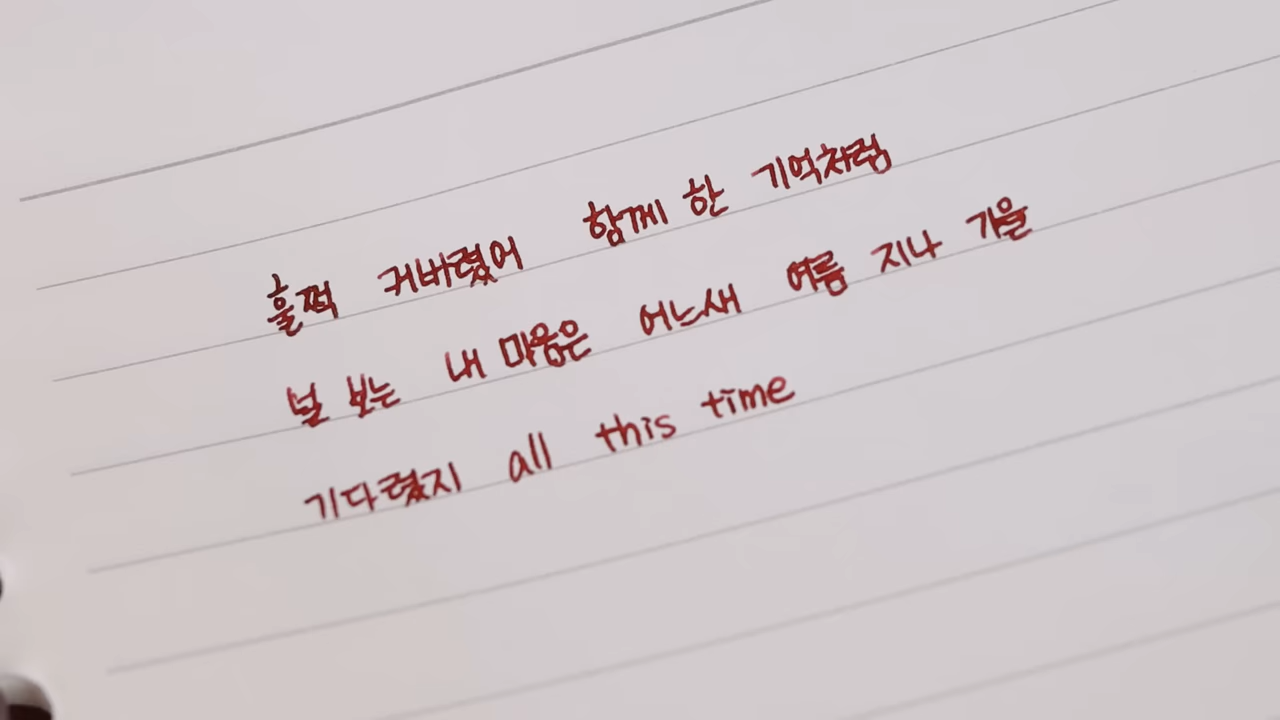 훌쩍 커버렸어 함께 한 기억처럼
널 보는 내 마음은 어느새 여름 지나 가을
기다렸지 all this time